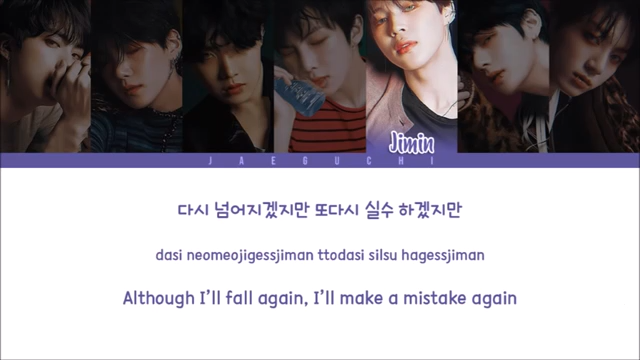 Jimin
JAEGUCHI
다시 넘어지겠지만 또다시 실수 하겠지만
dasi neomeojigessjiman ttodasi silsu hagessjiman
Although I'll fall again, I'll make a mistake again